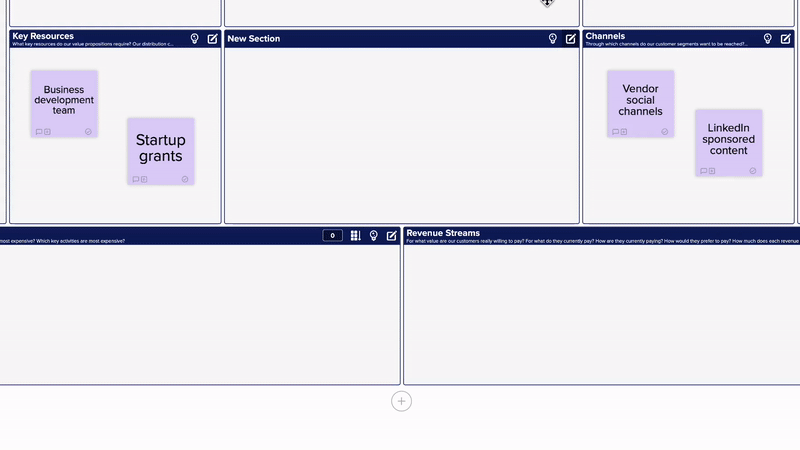 Key Resources
What key resources do our value propositions require? Our distribution c...
New Section
Channels
Through which channels do our customer segments want to be reached?...
Business
development
team
Startup
grants
Vendor
social
channels
LinkedIn
sponsored
content
most expensive? Which key activities are most expensive?
0
Revenue Streams
For what value are our customers really willing to pay? For what do they currently pay? How are they currently paying? How would they prefer to pay? How much does each revenue